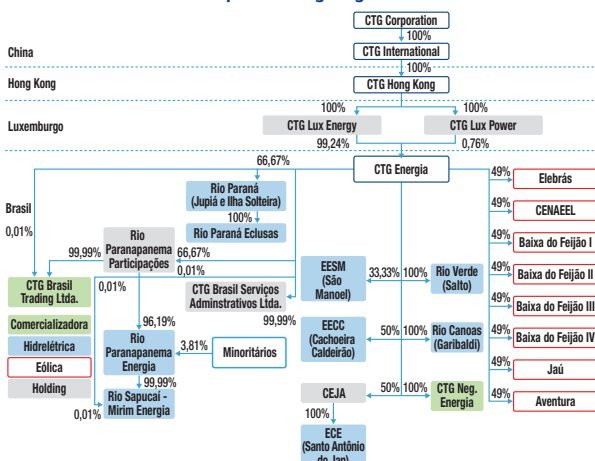 CTG Corporation
100%
China
CTG International
100%
Hong Kong
CTG Hong Kong
100%
100%
Luxemburgo
CTG Lux Energy
CTG Lux Power
99,24%
0,76%
66,67%
CTG Energia
49%
Elebrás
Rio Paraná
(Jupiá e Ilha Solteira)
Brasil
49%
CENAEEL
0,01%
100%
Rio Paraná Eclusas
49%
Baixa do Feijão I
Rio
Paranapanema
Participações
99,99%
66,67%
0,01%
0,01%
EESM
(São
Manoel)
33,33%
100%
Rio Verde
(Salto)
49%
Baixa do Feijão II
CTG Brasil
Trading Ltda.
CTG Brasil Serviços
Adminstrativos Ltda.
99,99%
49%
Baixa do Feijão III
Comercializadora
96,19%
EECC
(Cachoeira
Caldeirão)
50%
100%
Rio Canoas
(Garibaldi)
49%
Baixa do Feijão IV
Hidrelétrica
Rio
Paranapanema
Energia
3,81%
Minoritários
Eólica
49%
Jaú
Holding
99,99%
CEJA
50%
100%
CTG Neg.
Energia
49%
Aventura
0,01%
Rio Sapucaí -
Mirim Energia
100%
ECE
(Santo Antônio